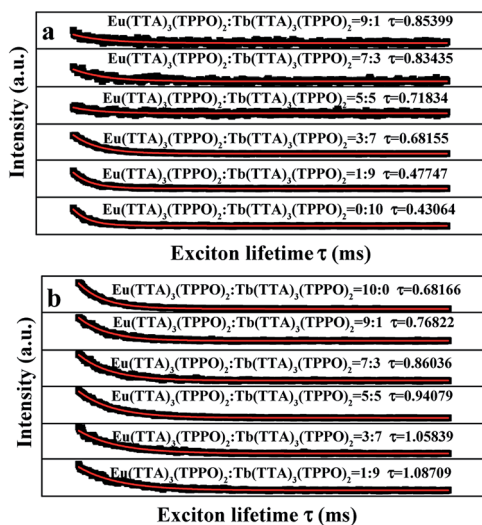 a
Eu(TTA)₃(TPPO)₂:Tb(TTA)₃(TPPO)₂=9:1 τ=0.85399
Eu(TTA)₃(TPPO)₂:Tb(TTA)₃(TPPO)₂=7:3 τ=0.83435
Eu(TTA)₃(TPPO)₂:Tb(TTA)₃(TPPO)₂=5:5 τ=0.71834
Eu(TTA)₃(TPPO)₂:Tb(TTA)₃(TPPO)₂=3:7 τ=0.68155
Eu(TTA)₃(TPPO)₂:Tb(TTA)₃(TPPO)₂=1:9 τ=0.47747
Eu(TTA)₃(TPPO)₂:Tb(TTA)₃(TPPO)₂=0:10 τ=0.43064
Intensity (a.u.)
Exciton lifetime τ (ms)
b
Eu(TTA)₃(TPPO)₂:Tb(TTA)₃(TPPO)₂=10:0 τ=0.68166
Eu(TTA)₃(TPPO)₂:Tb(TTA)₃(TPPO)₂=9:1 τ=0.76822
Eu(TTA)₃(TPPO)₂:Tb(TTA)₃(TPPO)₂=7:3 τ=0.86036
Eu(TTA)₃(TPPO)₂:Tb(TTA)₃(TPPO)₂=5:5 τ=0.94079
Eu(TTA)₃(TPPO)₂:Tb(TTA)₃(TPPO)₂=3:7 τ=1.05839
Eu(TTA)₃(TPPO)₂:Tb(TTA)₃(TPPO)₂=1:9 τ=1.08709
Intensity (a.u.)
Exciton lifetime τ (ms)